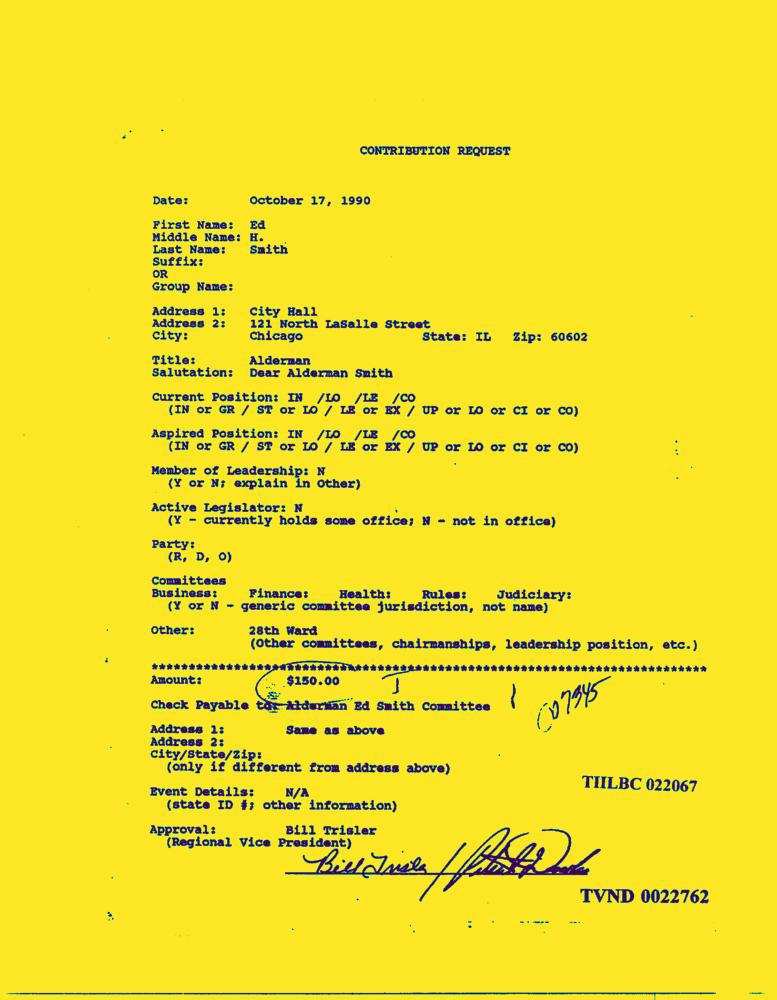 CONTRIBUTION REQUEST
Date: October 17, 1990
First Name: Ed
Middle Name: H.
Last Name: Smith
Suffix:
OR
Group Name:
Address 1: City Hall
Address 2: 121 North LaSalle Street
City: Chicago State: IL Zip: 60602
Title: Alderman
Salutation: Dear Alderman Smith
Current Position: IN /LO /LE /CO
(IN or GR / ST or LO / LE or EX / UP or LO or CI or CO)
Aspired Position: IN /LO /LE /CO
(IN or GR / ST or LO / LE or EX / UP or LO or CI or CO)
Member of Leadership: N
(Y or N; explain in Other)
Active Legislator: N
(Y - currently holds some office; N - not in office)
Party:
(R, D, O)
Committees
Business: Finance: Health: Rules: Judiciary:
(Y or N - generic committee jurisdiction, not name)
Other: 28th Ward
(Other committees, chairmanships, leadership position, etc.)
Amount: $150.00
Check Payable to: Alderman Ed Smith Committee
Address 1: Same as above
Address 2:
City/State/Zip:
(only if different from address above)
TIILBC 022067
Event Details: N/A
(state ID #; other information)
Approval: Bill Trisler
(Regional Vice President)
Bill Trisler /
TVND 0022762